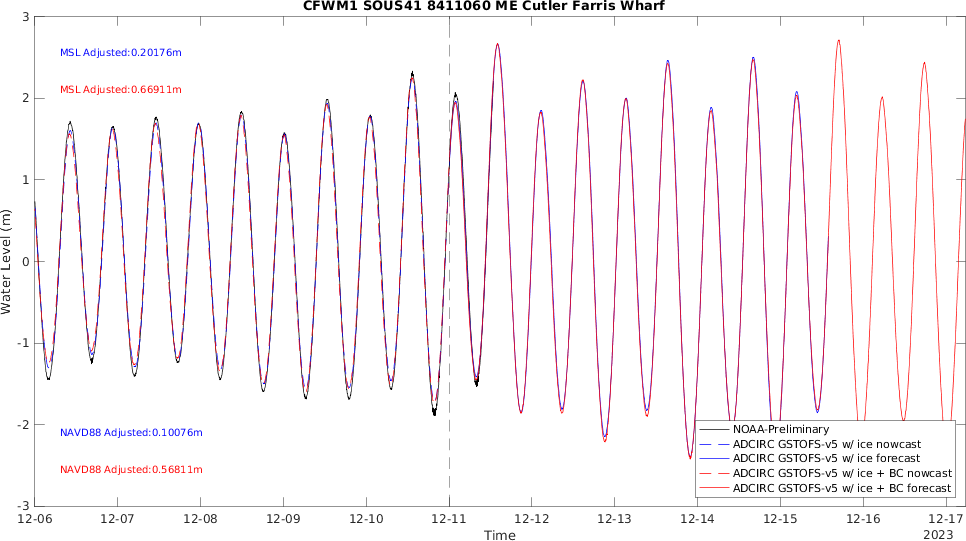 CFWM1 SOUS41 8411060 ME Cutler Farris Wharf
3
2
1
0
-1
-2
-3
Water Level (m)
MSL Adjusted:0.20176m
MSL Adjusted:0.66911m
NAVD88 Adjusted:0.10076m
NAVD88 Adjusted:0.56811m
NOAA-Preliminary
ADCIRC GSTOFS-v5 w/ ice nowcast
ADCIRC GSTOFS-v5 w/ ice forecast
ADCIRC GSTOFS-v5 w/ ice + BC nowcast
ADCIRC GSTOFS-v5 w/ ice + BC forecast
12-06 12-07 12-08 12-09 12-10 12-11 12-12 12-13 12-14 12-15 12-16 12-17
Time
2023